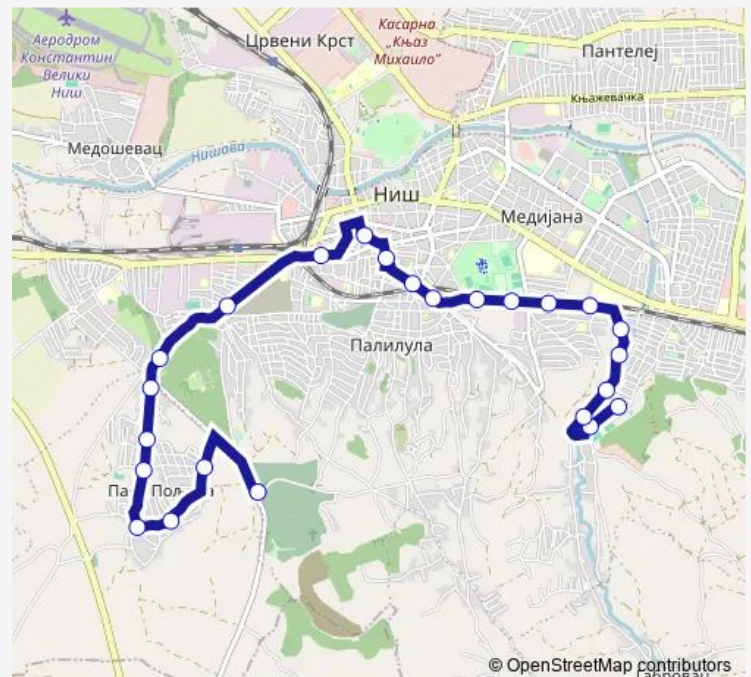 Касарна
„Књаз
Михаило"
Црвени Крст
Аеродром
Константин
Велики
Ниш
Пантелеј
Књажевачка
Медошевац
Нишава
Ниш
Медијана
Палилула
© OpenStreetMap contributors